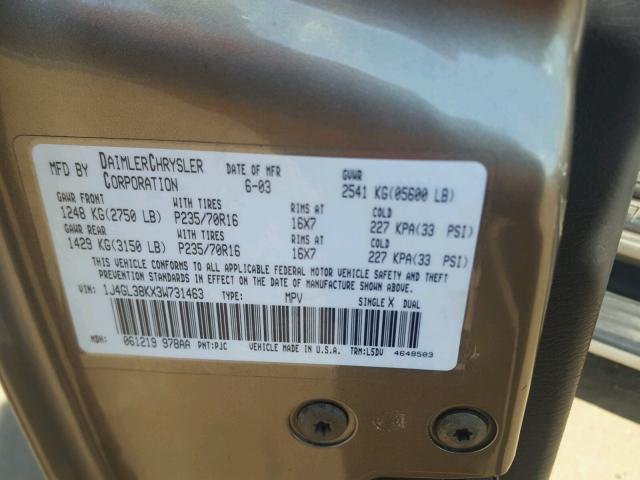 MFD BY DAIMLERCHRYSLER CORPORATION DATE OF MFR 6-03 GVWR 2541 KG(05600 LB)
GAWR FRONT WITH TIRES RIMS AT COLD
1248 KG(2750 LB) P235/70R16 16X7 227 KPA(33 PSI)
GAWR REAR WITH TIRES RIMS AT COLD
1429 KG(3150 LB) P235/70R16 16X7 227 KPA(33 PSI)
THIS VEHICLE CONFORMS TO ALL APPLICABLE FEDERAL MOTOR VEHICLE SAFETY AND THEFT
PREVENTION STANDARDS IN EFFECT ON THE DATE OF MANUFACTURE SHOWN ABOVE.
VIN: 1J4GL38KX3W731463 TYPE: MPV SINGLE X DUAL
MDH: 061219 978AA PNT:PJC VEHICLE MADE IN U.S.A. TRM:L5DV 4648503